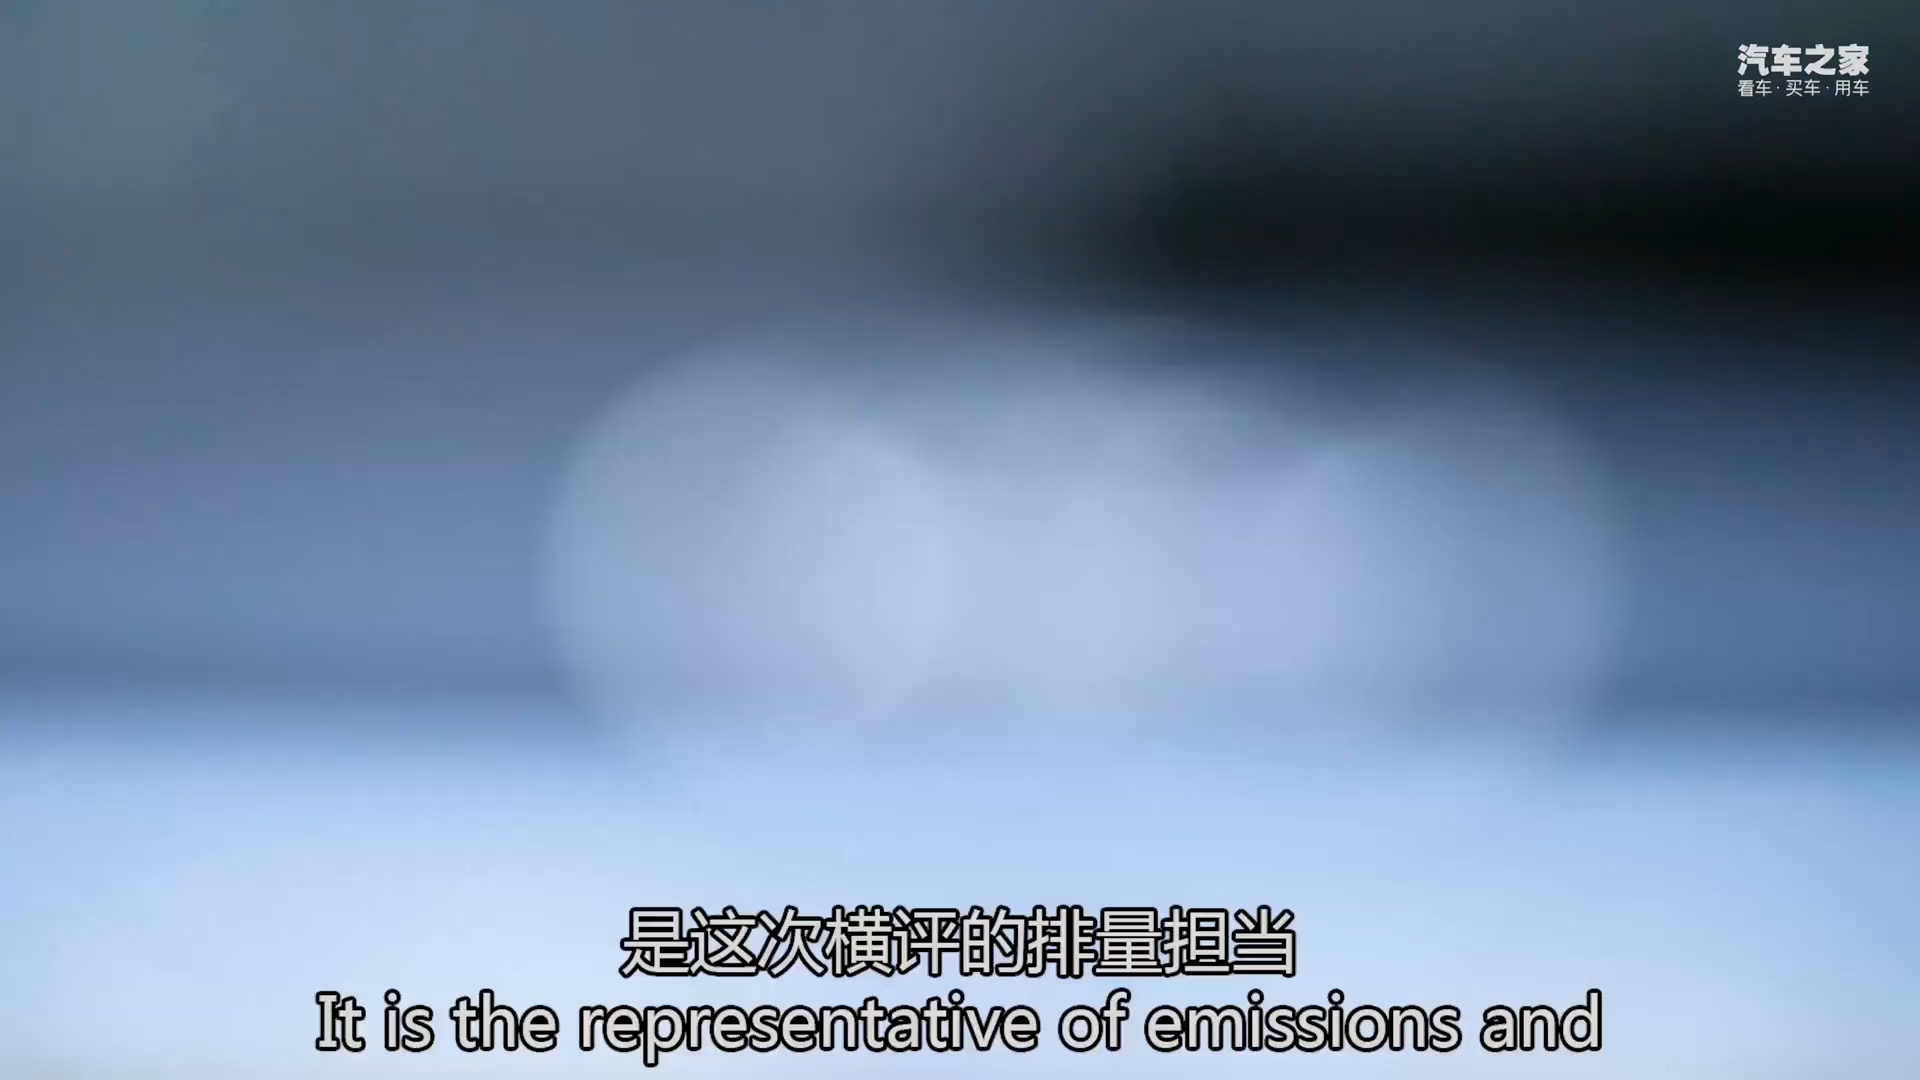 汽车之家
看车·买车·用车
是这次横评的排量担当
It is the representative of emissions and